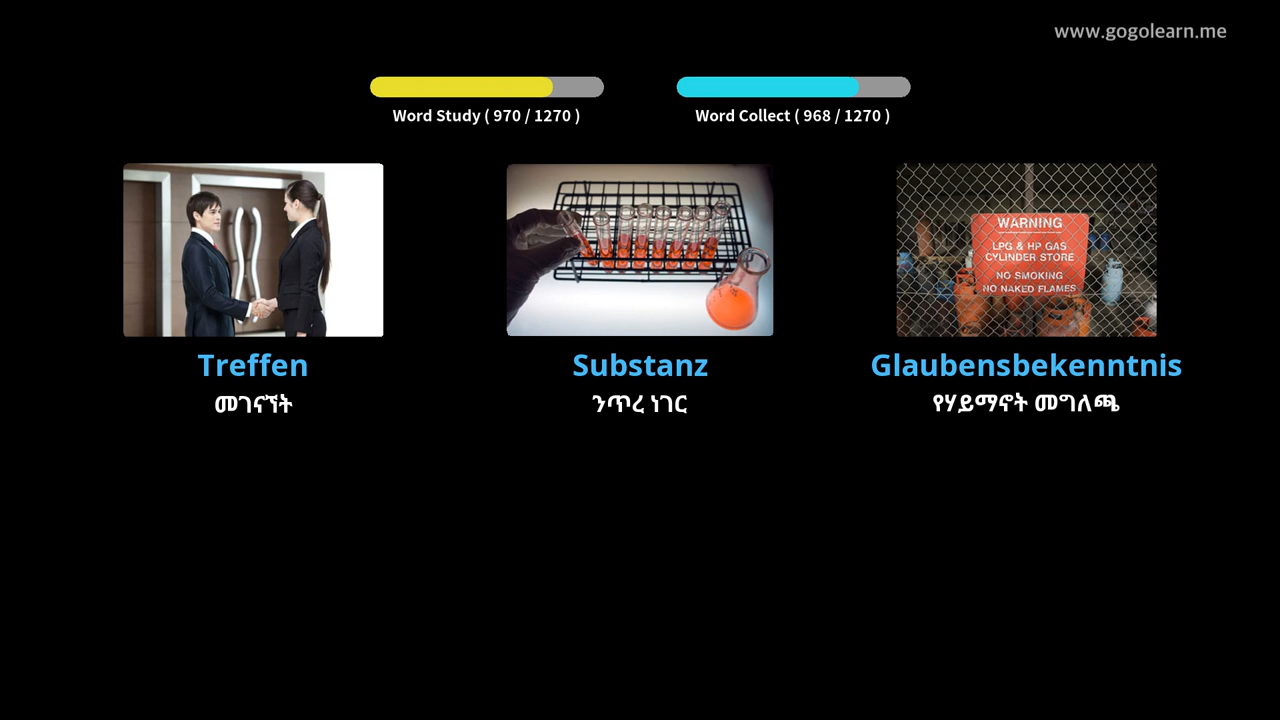 www.gogolearn.me
Word Study ( 970 / 1270 )
Word Collect ( 968 / 1270 )
WARNING
LPG & HP GAS
CYLINDER STORE
NO SMOKING
NO NAKED FLAMES
Treffen
Substanz
Glaubensbekenntnis
መገናኘት
ንጥረ ነገር
የሃይማኖት መግለጫ